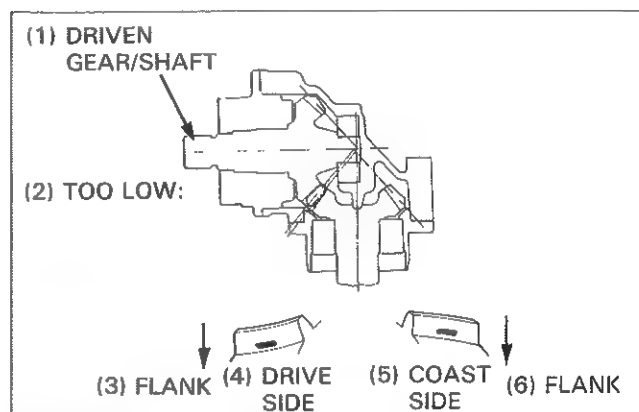 (1) DRIVEN
GEAR/SHAFT
(2) TOO LOW:
(3) FLANK
(4) DRIVE
SIDE
(5) COAST
SIDE
(6) FLANK